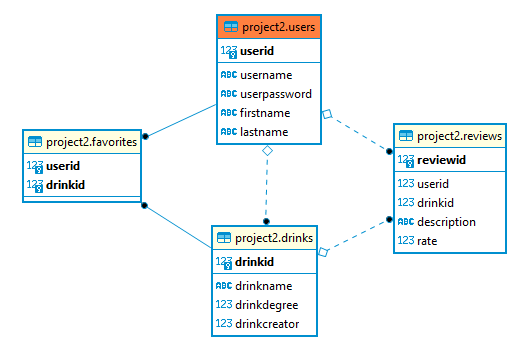 project2.users
123 userid
ABC username
ABC userpassword
ABC firstname
ABC lastname
project2.favorites
123 userid
123 drinkid
project2.reviews
123 reviewid
123 userid
123 drinkid
ABC description
123 rate
project2.drinks
123 drinkid
ABC drinkname
123 drinkdegree
123 drinkcreator